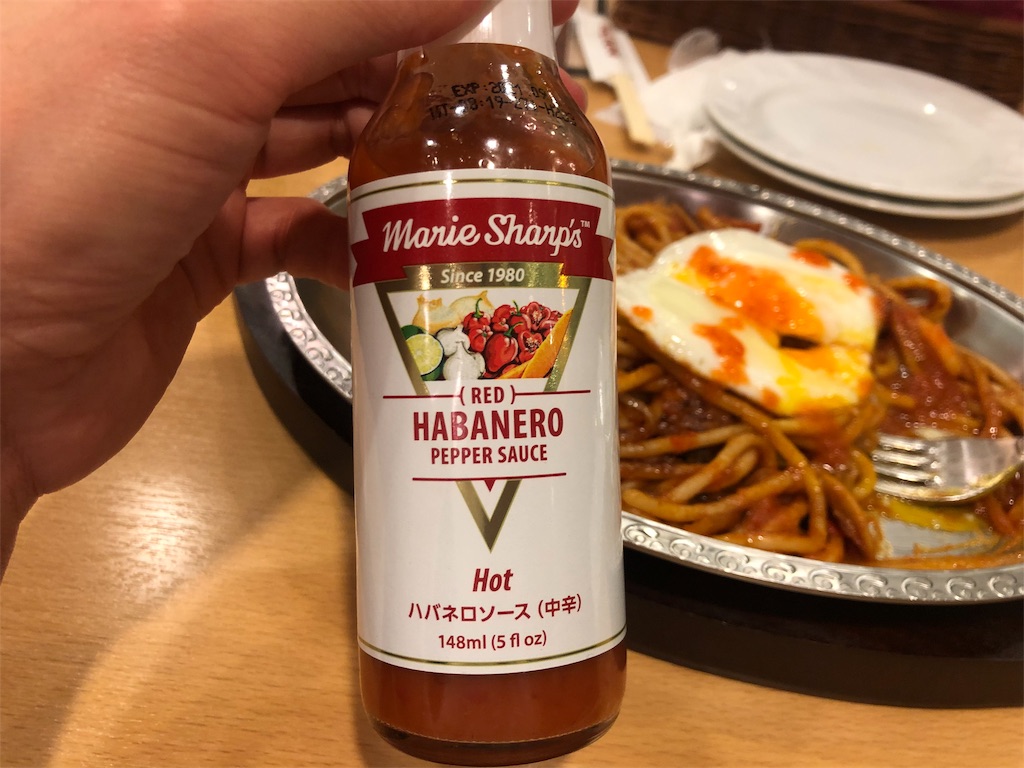 Marie Sharp's™
Since 1980
( RED )
HABANERO
PEPPER SAUCE
Hot
ハバネロソース (中辛)
148ml (5 fl oz)